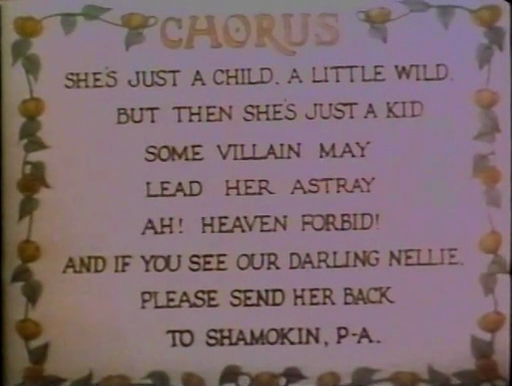 CHORUS
SHE'S JUST A CHILD. A LITTLE WILD.
BUT THEN SHE'S JUST A KID
SOME VILLAIN MAY
LEAD HER ASTRAY
AH! HEAVEN FORBID!
AND IF YOU SEE OUR DARLING NELLIE,
PLEASE SEND HER BACK
TO SHAMOKIN, P-A.